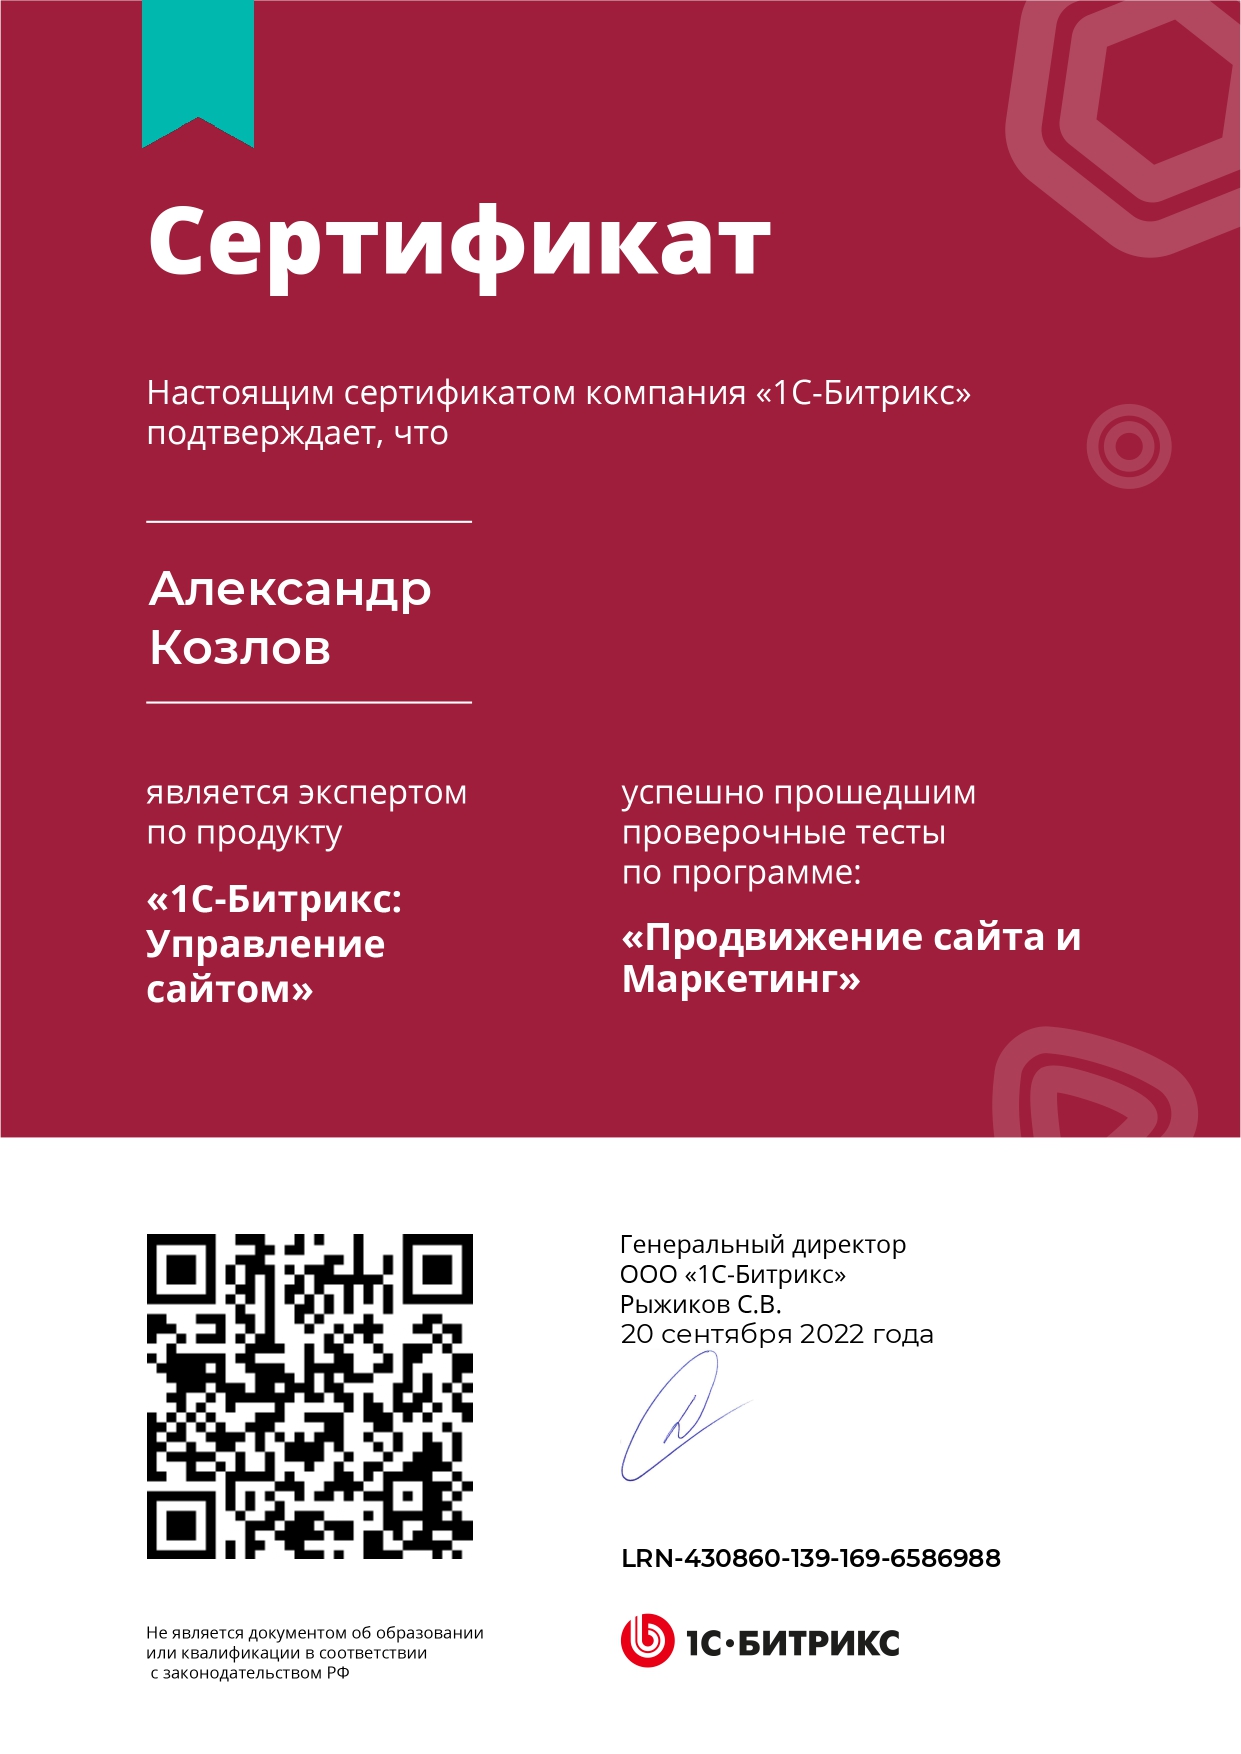 Сертификат
Настоящим сертификатом компания «1С-Битрикс»
подтверждает, что
Александр
Козлов
является экспертом
по продукту
«1С-Битрикс:
Управление
сайтом»
успешно прошедшим
проверочные тесты
по программе:
«Продвижение сайта и
Маркетинг»
Генеральный директор
ООО «1С-Битрикс»
Рыжиков С.В.
20 сентября 2022 года
LRN-430860-139-169-6586988
1С·БИТРИКС
Не является документом об образовании
или квалификации в соответствии
с законодательством РФ